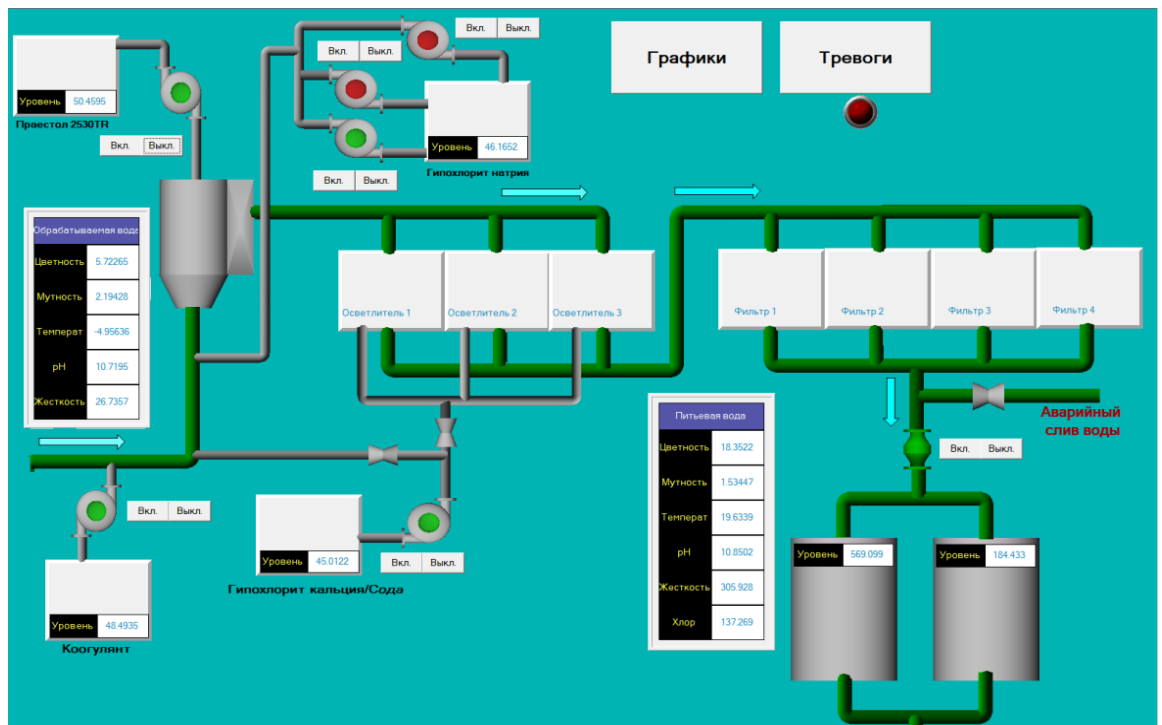 Вкл. Выкл.
Графики
Тревоги
Вкл. Выкл.
Уровень 50.4595
Праестол 2530TR
Вкл. Выкл.
Уровень 46.1652
Гипохлорит натрия
Вкл. Выкл.
Обрабатываемая вода
Цветность 5.72265
Мутность 2.19428
Температ -4.95636
pH 10.7195
Жесткость 26.7357
Осветлитель 1
Осветлитель 2
Осветлитель 3
Фильтр 1
Фильтр 2
Фильтр 3
Фильтр 4
Аварийный
слив воды
Вкл. Выкл.
Питьевая вода
Цветность 18.3522
Мутность 1.53447
Температ 19.6339
pH 10.8502
Жесткость 305.928
Хлор 137.269
Вкл. Выкл.
Уровень 45.0122
Вкл. Выкл.
Гипохлорит кальция/Сода
Уровень 48.4935
Коогулянт
Уровень 569.099
Уровень 184.433